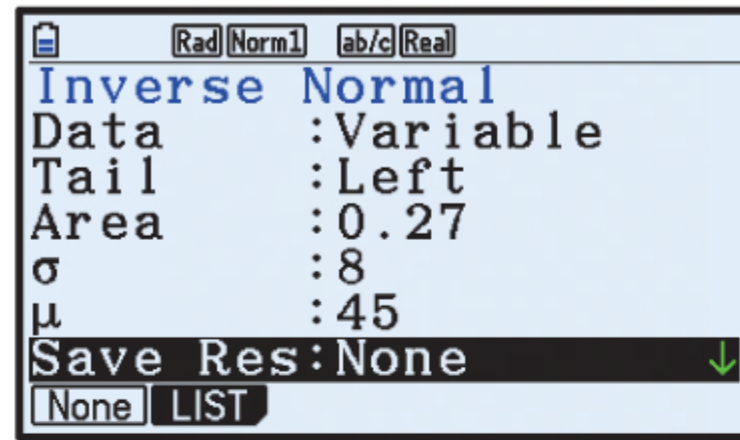 Rad Norm1 ab/c Real
Inverse Normal
Data :Variable
Tail :Left
Area :0.27
σ :8
μ :45
Save Res:None
None LIST